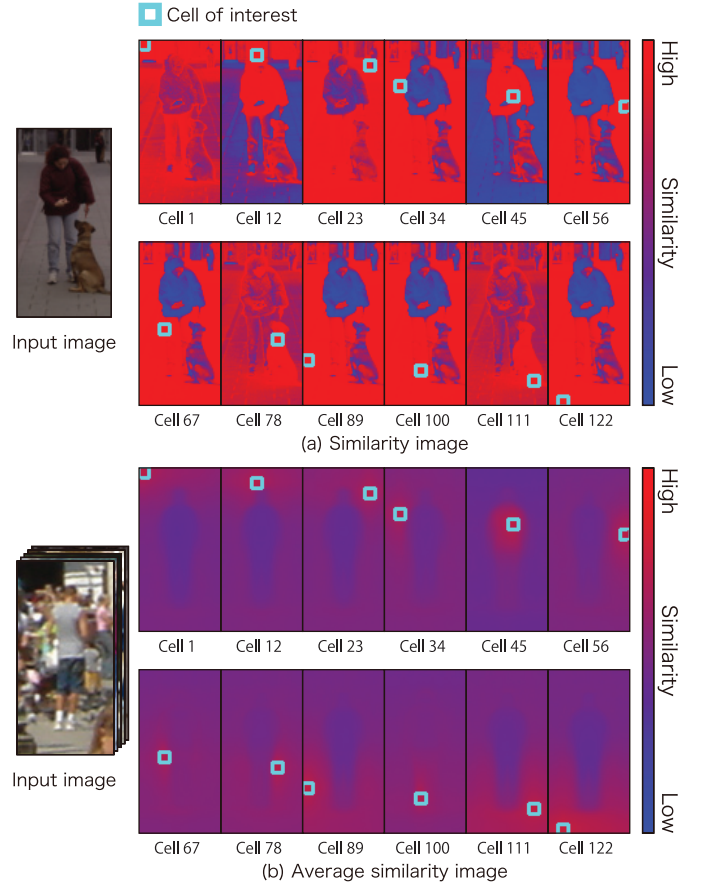 Cell of interest
Cell 1 Cell 12 Cell 23 Cell 34 Cell 45 Cell 56
Input image
Cell 67 Cell 78 Cell 89 Cell 100 Cell 111 Cell 122
(a) Similarity image
High
Similarity
Low
Cell 1 Cell 12 Cell 23 Cell 34 Cell 45 Cell 56
Input image
Cell 67 Cell 78 Cell 89 Cell 100 Cell 111 Cell 122
(b) Average similarity image
High
Similarity
Low